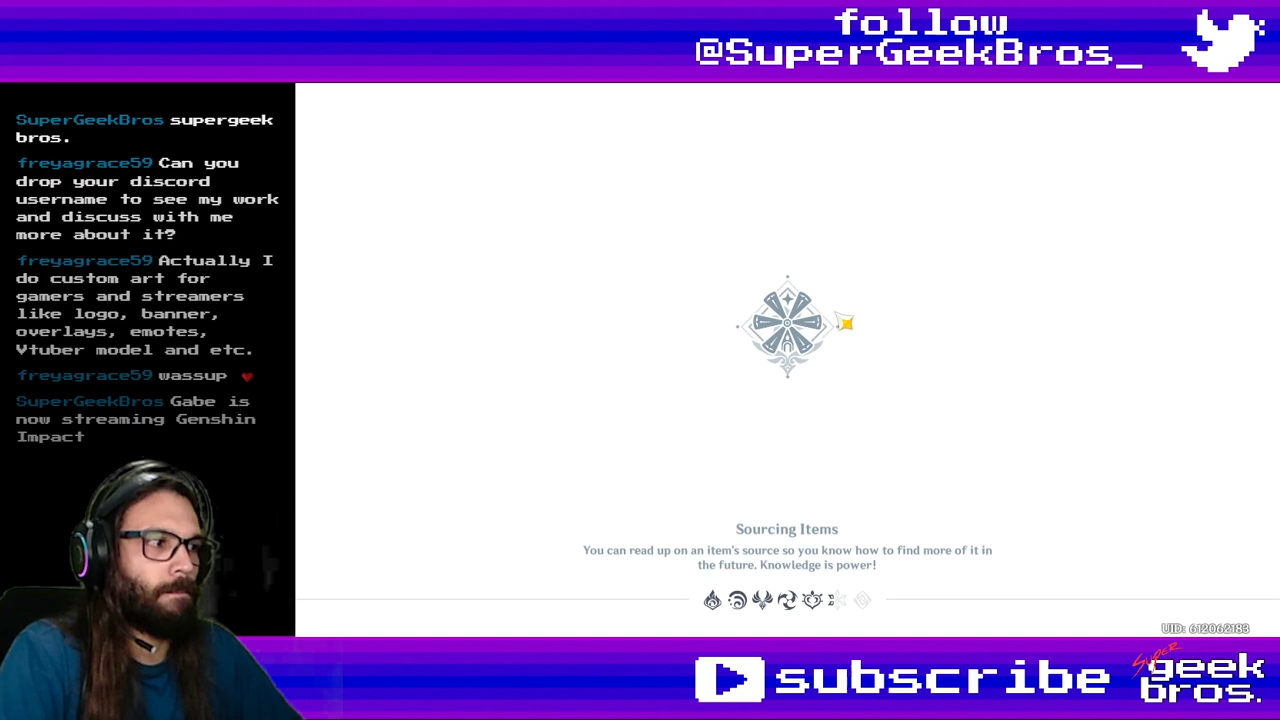 follow
@SuperGeekBros_
SuperGeekBros supergeek
bros.
freyagrace59 Can you
drop your discord
username to see my work
and discuss with me
more about it?
freyagrace59 Actually I
do custom art for
gamers and streamers
like logo, banner,
overlays, emotes,
Vtuber model and etc.
freyagrace59 wassup
SuperGeekBros Gabe is
now streaming Genshin
Impact
Sourcing Items
You can read up on an item's source so you know how to find more of it in
the future. Knowledge is power!
UID: 612062183
subscribe
SUPER
geek
bros.